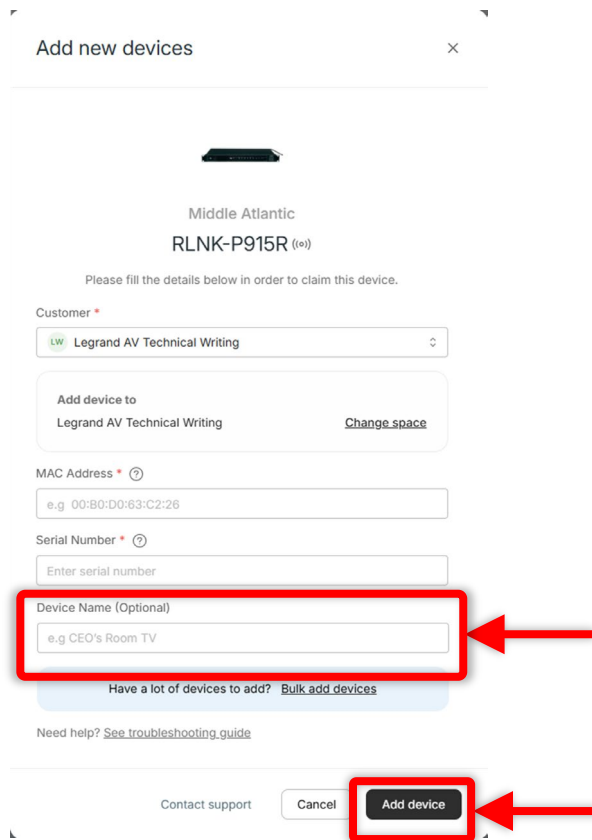 Add new devices
Middle Atlantic
RLNK-P915R
Please fill the details below in order to claim this device.
Customer *
LW Legrand AV Technical Writing
Add device to
Legrand AV Technical Writing Change space
MAC Address * ?
e.g 00:B0:D0:63:C2:26
Serial Number * ?
Enter serial number
Device Name (Optional)
e.g CEO's Room TV
Have a lot of devices to add? Bulk add devices
Need help? See troubleshooting guide
Contact support Cancel Add device